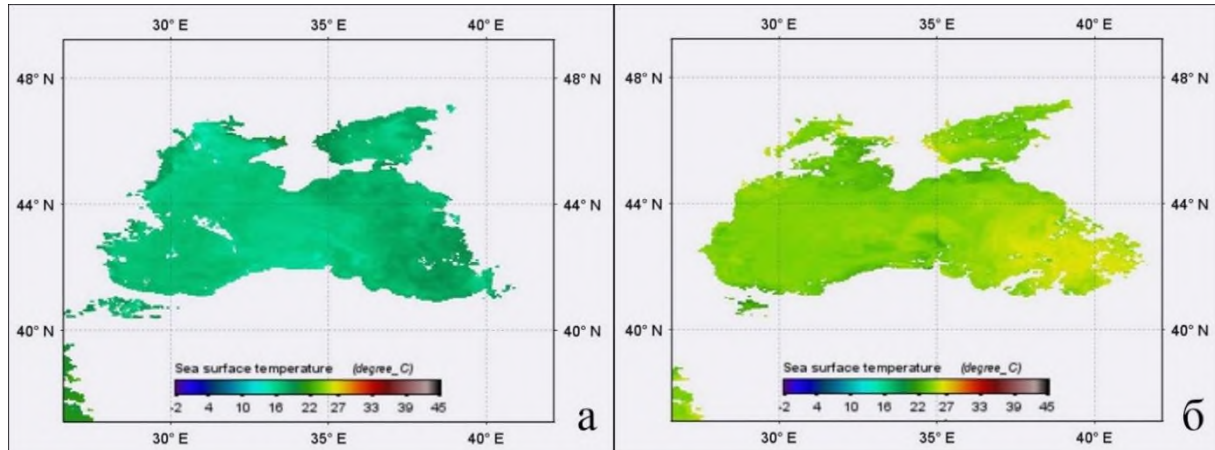 30° E 35° E 40° E
48° N 48° N
44° N 44° N
40° N 40° N
Sea surface temperature (degree_C)
-2 4 10 16 22 27 33 39 45
30° E 35° E 40° E
а
30° E 35° E 40° E
48° N 48° N
44° N 44° N
40° N 40° N
Sea surface temperature (degree_C)
-2 4 10 16 22 27 33 39 45
30° E 35° E 40° E
б